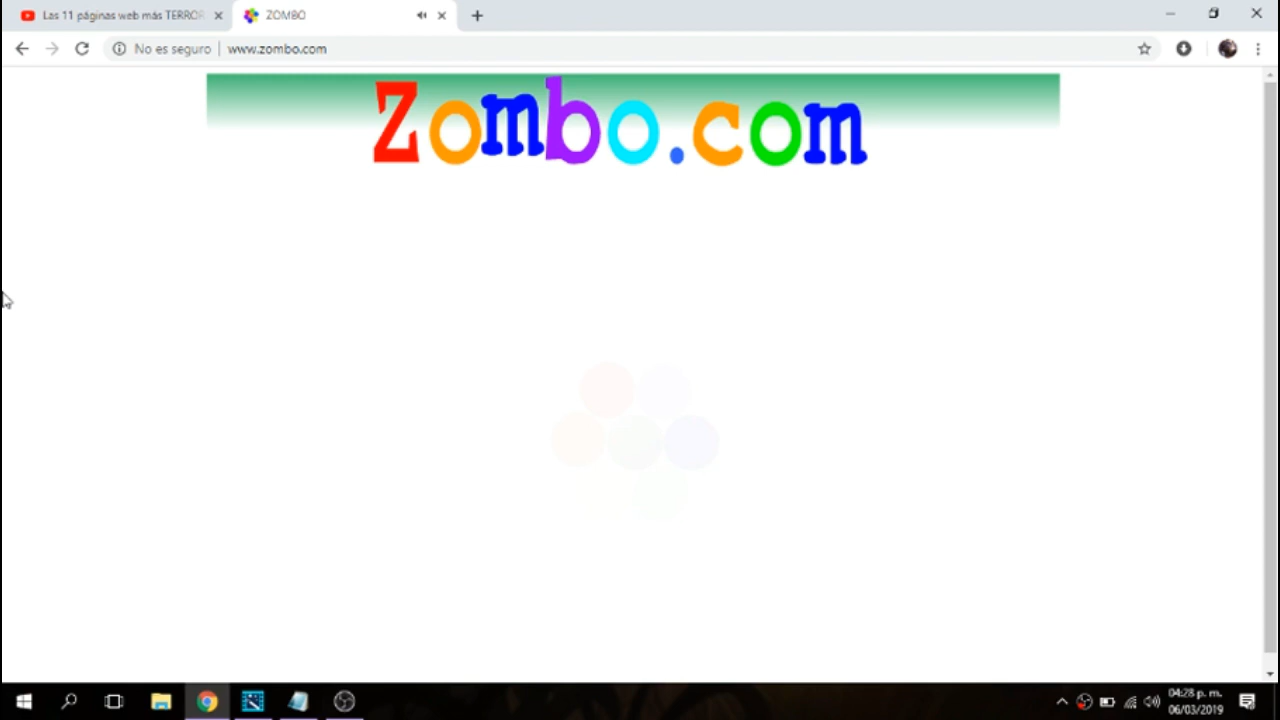 Las 11 páginas web más TERROR
ZOMBO
No es seguro
www.zombo.com
Zombo.com
04:28 p. m.
06/03/2019